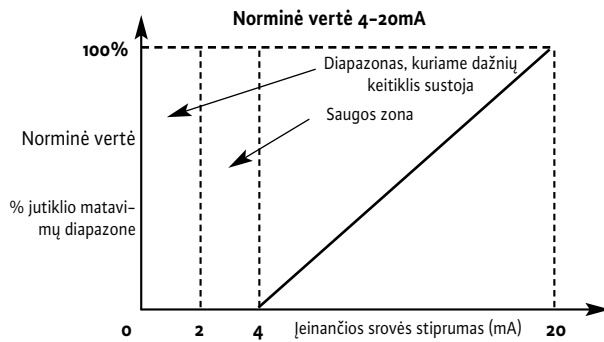 Norminė vertė 4-20mA
100%
Diapazonas, kuriame dažnių
keitiklis sustoja
Saugos zona
Norminė vertė
% jutiklio matavi-
mų diapazone
0 2 4 Įeinančios srovės stiprumas (mA) 20